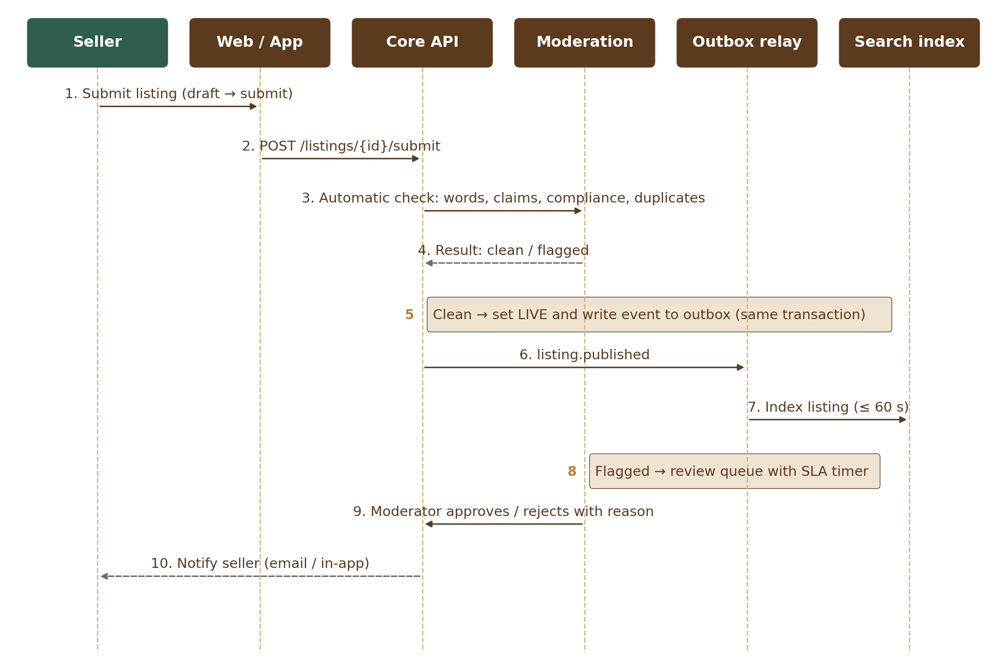 Seller
Web / App
Core API
Moderation
Outbox relay
Search index
1. Submit listing (draft → submit)
2. POST /listings/{id}/submit
3. Automatic check: words, claims, compliance, duplicates
4. Result: clean / flagged
5
Clean → set LIVE and write event to outbox (same transaction)
6. listing.published
7. Index listing (≤ 60 s)
8
Flagged → review queue with SLA timer
9. Moderator approves / rejects with reason
10. Notify seller (email / in-app)